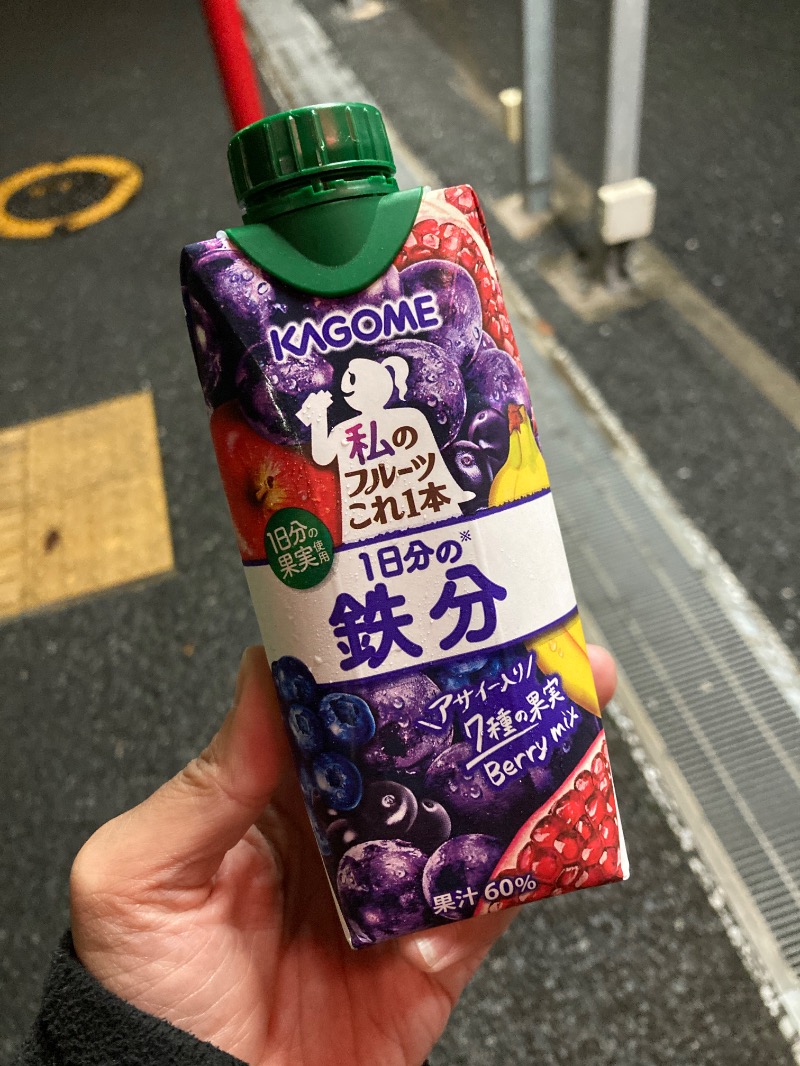 KAGOME
私の
フルーツ
これ1本
1日分の
果実使用
1日分の※
鉄分
\アサイー入り/
7種の果実
Berry mix
果汁60%